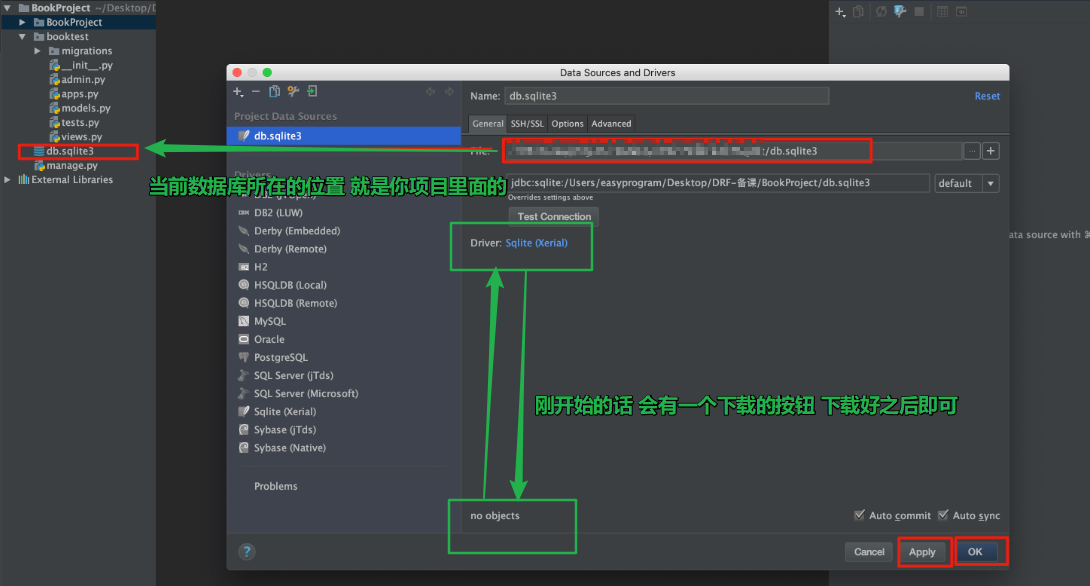 BookProject ~/Desktop/D
BookProject
booktest
migrations
__init__.py
admin.py
apps.py
models.py
tests.py
views.py
db.sqlite3
manage.py
External Libraries
Data Sources and Drivers
Project Data Sources
db.sqlite3
Drivers
DB2 (LUW)
Derby (Embedded)
Derby (Remote)
H2
HSQLDB (Local)
HSQLDB (Remote)
MySQL
Oracle
PostgreSQL
SQL Server (jTds)
SQL Server (Microsoft)
Sqlite (Xerial)
Sybase (jTds)
Sybase (Native)
Problems
Name: db.sqlite3
Reset
General SSH/SSL Options Advanced
File: /db.sqlite3
当前数据库所在的位置 就是你项目里面的
jdbc:sqlite:/Users/easyprogram/Desktop/DRF-备课/BookProject/db.sqlite3
default
Overrides settings above
Test Connection
Driver: Sqlite (Xerial)
刚开始的话 会有一个下载的按钮 下载好之后即可
no objects
Auto commit Auto sync
? Cancel Apply OK
ata source with ⌘